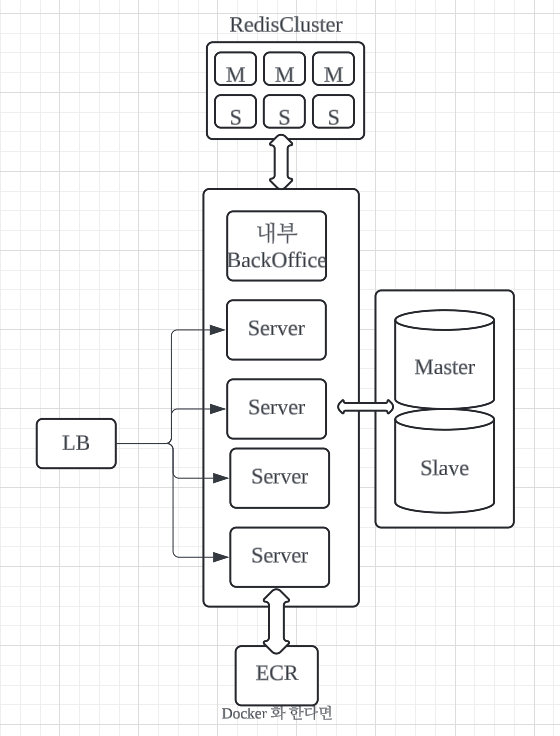 RedisCluster
M M M
S S S
내부
BackOffice
Server
Server
Server
Server
LB
Master
Slave
ECR
Docker 화 한다면